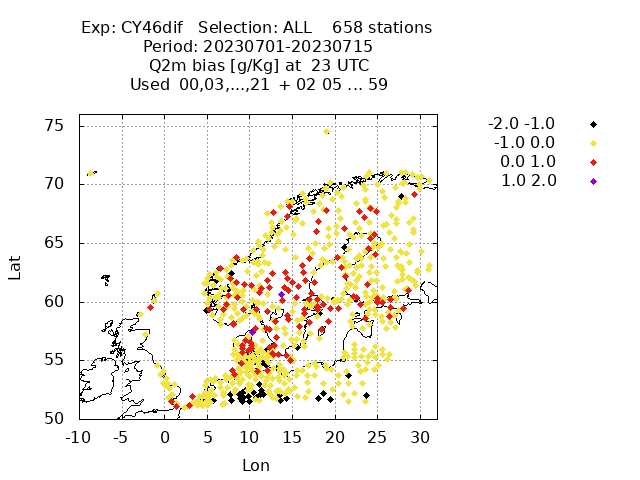 Exp: CY46dif   Selection: ALL    658 stations
Period: 20230701-20230715
Q2m bias [g/Kg] at  23 UTC
Used  00,03,...,21  + 02 05 ... 59
-2.0 -1.0
-1.0 0.0
0.0 1.0
1.0 2.0
75
70
65
60
55
50
Lat
-10 -5 0 5 10 15 20 25 30
Lon